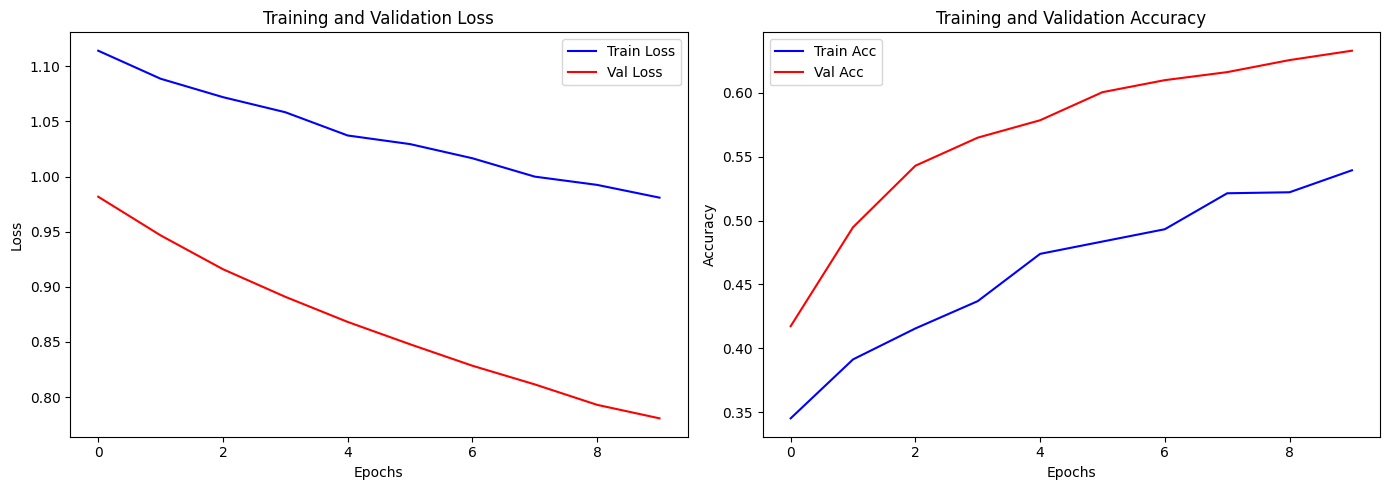 Training and Validation Loss
Train Loss
Val Loss
1.10
1.05
1.00
0.95
0.90
0.85
0.80
Loss
0 2 4 6 8
Epochs
Training and Validation Accuracy
Train Acc
Val Acc
0.60
0.55
0.50
0.45
0.40
0.35
Accuracy
0 2 4 6 8
Epochs